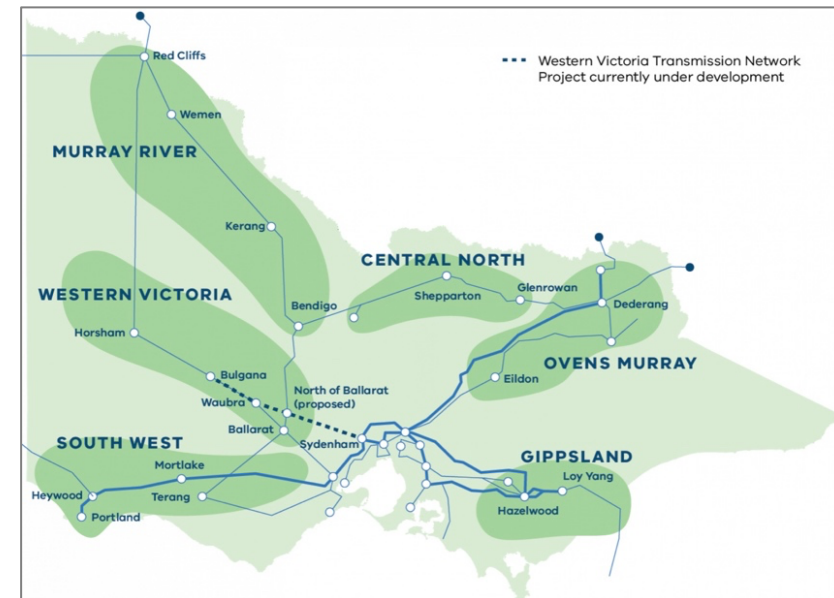 Red Cliffs
Western Victoria Transmission Network
Project currently under development
Wemen
MURRAY RIVER
Kerang
CENTRAL NORTH
WESTERN VICTORIA
Shepparton
Glenrowan
Bendigo
Dederang
Horsham
OVENS MURRAY
Bulgana
Eildon
North of Ballarat
(proposed)
Waubra
Ballarat
Sydenham
SOUTH WEST
GIPPSLAND
Mortlake
Loy Yang
Heywood
Terang
Hazelwood
Portland